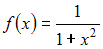 f(x) = 1 / (1 + x²)